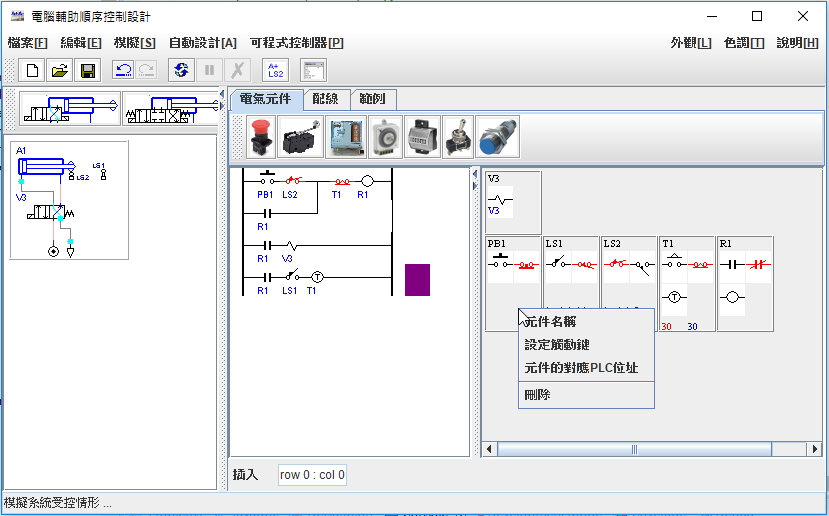 電腦輔助順序控制設計
檔案[F] 編輯[E] 模擬[S] 自動設計[A] 可程式控制器[P] 外觀[L] 色調[T] 說明[H]
A+
LS2
電氣元件 配線 範例
A1
LS1
LS2
V3
PB1 LS2 T1 R1
R1
R1 V3
R1 LS1 T1
V3
V3
PB1 LS1 LS2 T1 R1
30 30
元件名稱
設定觸動鍵
元件的對應PLC位址
刪除
插入 row 0 : col 0
模擬系統受控情形 ...